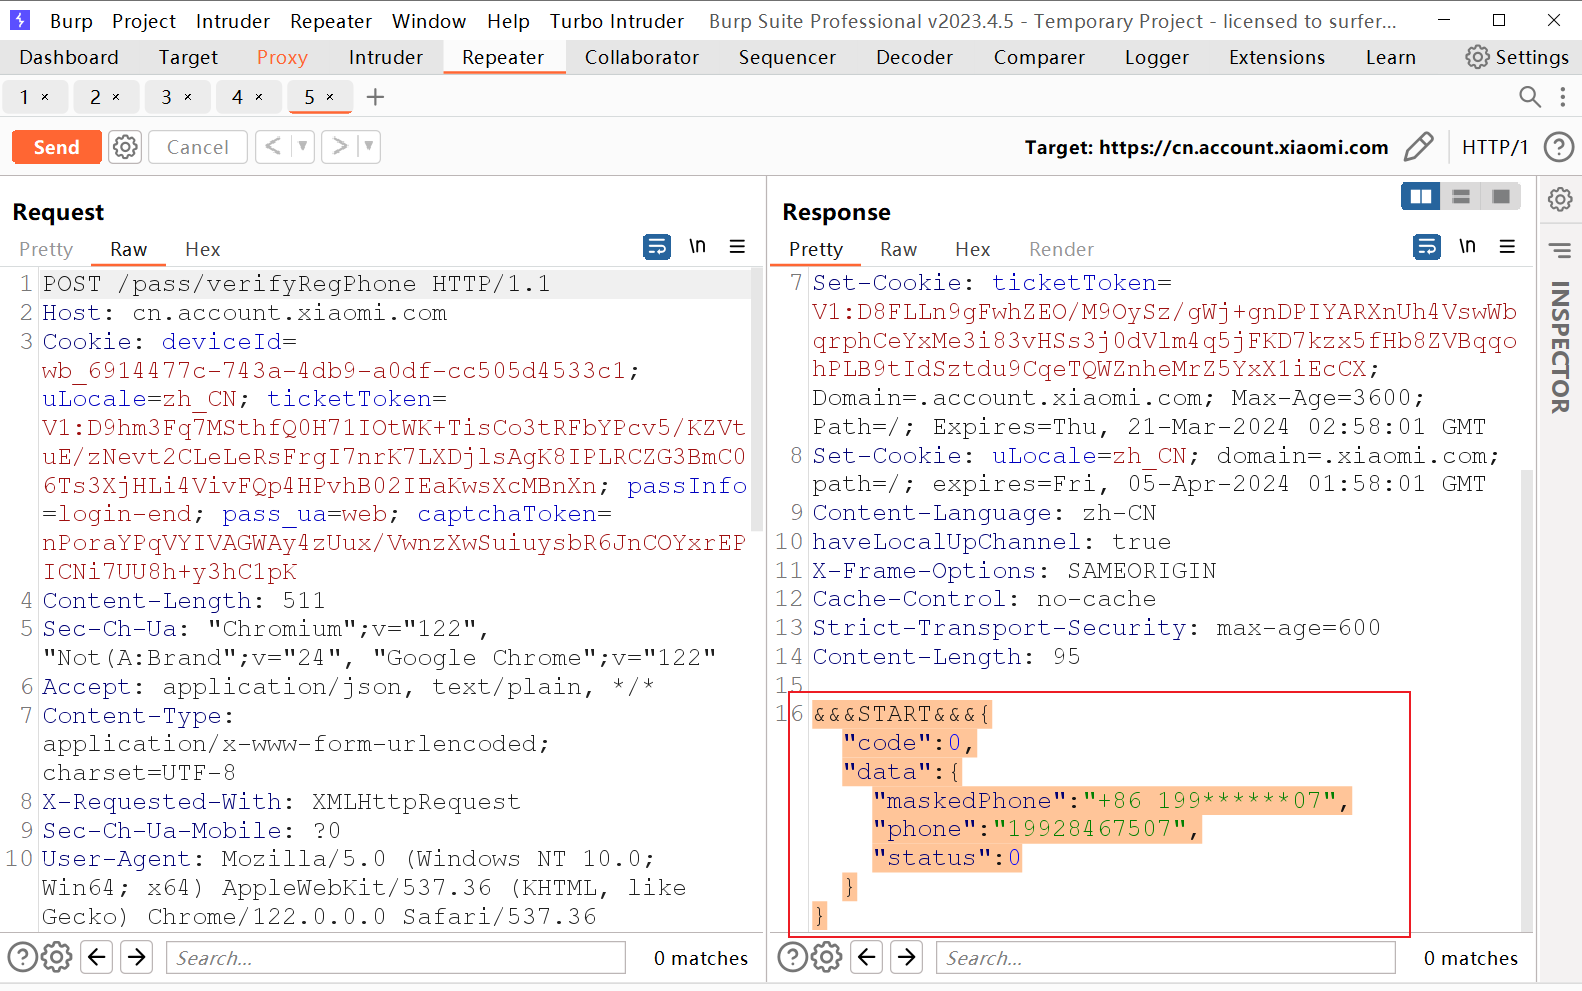 Burp Project Intruder Repeater Window Help Turbo Intruder Burp Suite Professional v2023.4.5 - Temporary Project - licensed to surfer...
Dashboard Target Proxy Intruder Repeater Collaborator Sequencer Decoder Comparer Logger Extensions Learn Settings
1 × 2 × 3 × 4 × 5 × +
Send Cancel < > Target: https://cn.account.xiaomi.com HTTP/1 ?
Request
Pretty Raw Hex \n
1 POST /pass/verifyRegPhone HTTP/1.1
2 Host: cn.account.xiaomi.com
3 Cookie: deviceId=
wb_6914477c-743a-4db9-a0df-cc505d4533c1;
uLocale=zh_CN; ticketToken=
V1:D9hm3Fq7MSthfQ0H71IOtWK+TisCo3tRFbYPcv5/KZVt
uE/zNevt2CLeLeRsFrgI7nrK7LXDjlsAgK8IPLRCZG3BmC0
6Ts3XjHLi4VivFQp4HPvhB02IEaKwsXcMBnXn; passInfo
=login-end; pass_ua=web; captchaToken=
nPoraYPqVYIVAGWAy4zUux/VwnzXwSuiuysbR6JnCOYxrEP
ICNi7UU8h+y3hC1pK
4 Content-Length: 511
5 Sec-Ch-Ua: "Chromium";v="122",
"Not(A:Brand";v="24", "Google Chrome";v="122"
6 Accept: application/json, text/plain, */*
7 Content-Type:
application/x-www-form-urlencoded;
charset=UTF-8
8 X-Requested-With: XMLHttpRequest
9 Sec-Ch-Ua-Mobile: ?0
10 User-Agent: Mozilla/5.0 (Windows NT 10.0;
Win64; x64) AppleWebKit/537.36 (KHTML, like
Gecko) Chrome/122.0.0.0 Safari/537.36
? Search... 0 matches
Response
Pretty Raw Hex Render \n
7 Set-Cookie: ticketToken=
V1:D8FLLn9gFwhZEO/M9OySz/gWj+gnDPIYARXnUh4VswWb
qrphCeYxMe3i83vHSs3j0dVlm4q5jFKD7kzx5fHb8ZVBqqo
hPLB9tIdSztdu9CqeTQWZnheMrZ5YxX1iEcCX;
Domain=.account.xiaomi.com; Max-Age=3600;
Path=/; Expires=Thu, 21-Mar-2024 02:58:01 GMT
8 Set-Cookie: uLocale=zh_CN; domain=.xiaomi.com;
path=/; expires=Fri, 05-Apr-2024 01:58:01 GMT
9 Content-Language: zh-CN
10 haveLocalUpChannel: true
11 X-Frame-Options: SAMEORIGIN
12 Cache-Control: no-cache
13 Strict-Transport-Security: max-age=600
14 Content-Length: 95
15
16 &&&START&&&{
"code":0,
"data":{
"maskedPhone":"+86 199******07",
"phone":"19928467507",
"status":0
}
}
? Search... 0 matches
INSPECTOR